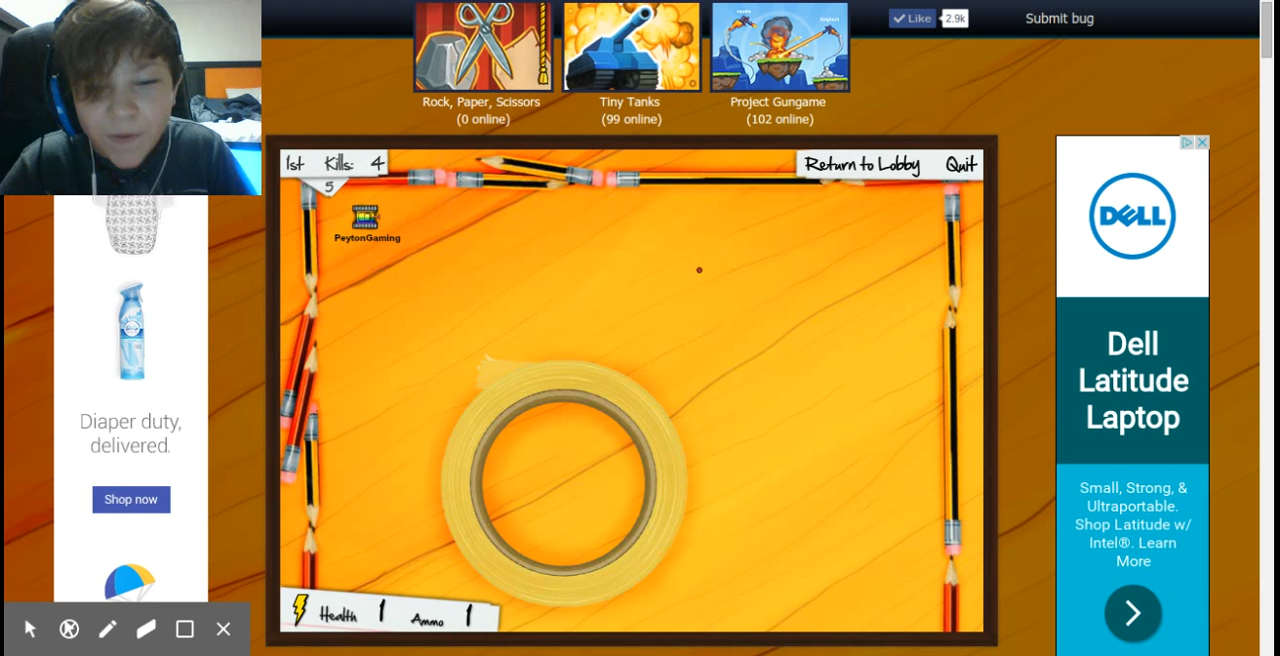 Rock, Paper, Scissors
(0 online)
Tiny Tanks
(99 online)
Project Gungame
(102 online)
Like 2.9k
Submit bug
1st Kills: 4
5
Return to Lobby Quit
PeytonGaming
Health 1 Ammo 1
Diaper duty,
delivered.
Shop now
DELL
Dell
Latitude
Laptop
Small, Strong, &
Ultraportable.
Shop Latitude w/
Intel®. Learn
More